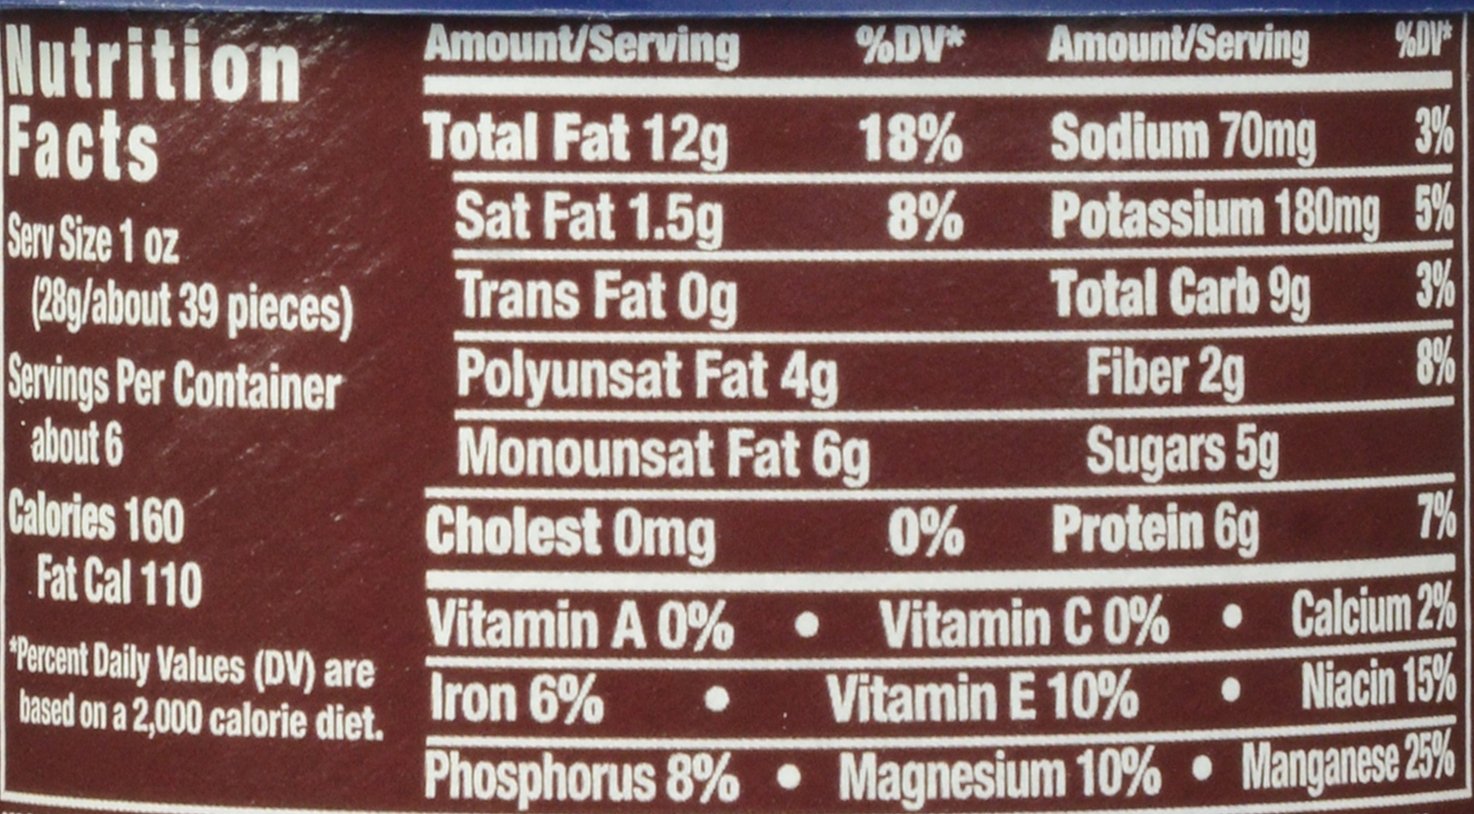 Nutrition
Facts
Serv Size 1 oz
(28g/about 39 pieces)
Servings Per Container
about 6
Calories 160
Fat Cal 110
*Percent Daily Values (DV) are
based on a 2,000 calorie diet.
Amount/Serving %DV* Amount/Serving %DV*
Total Fat 12g 18% Sodium 70mg 3%
Sat Fat 1.5g 8% Potassium 180mg 5%
Trans Fat 0g Total Carb 9g 3%
Polyunsat Fat 4g Fiber 2g 8%
Monounsat Fat 6g Sugars 5g
Cholest 0mg 0% Protein 6g 7%
Vitamin A 0% • Vitamin C 0% • Calcium 2%
Iron 6% • Vitamin E 10% • Niacin 15%
Phosphorus 8% • Magnesium 10% • Manganese 25%